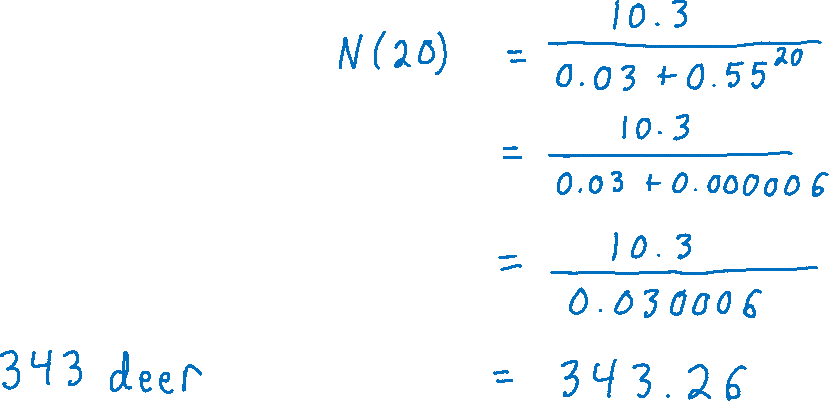 N(20) = 10.3 / (0.03 + 0.55^20)
= 10.3 / (0.03 + 0.000006)
= 10.3 / 0.030006
343 deer = 343.26